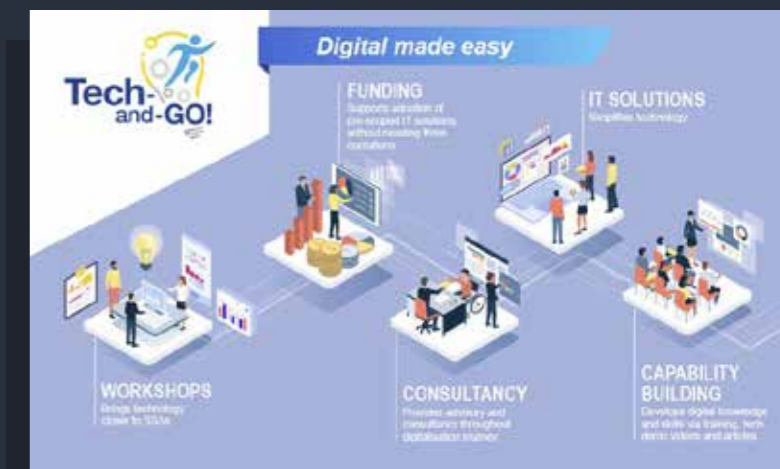 Tech-
and-GO!
Digital made easy
FUNDING
Supports adoption of
pre-scoped IT solutions
without needing three
quotations
IT SOLUTIONS
Simplifies technology
WORKSHOPS
Brings technology
closer to SSAs
CONSULTANCY
Provides advisory and
consultancy throughout
digitalisation journey
CAPABILITY
BUILDING
Develops digital knowledge
and skills via training, tech
demo videos and articles